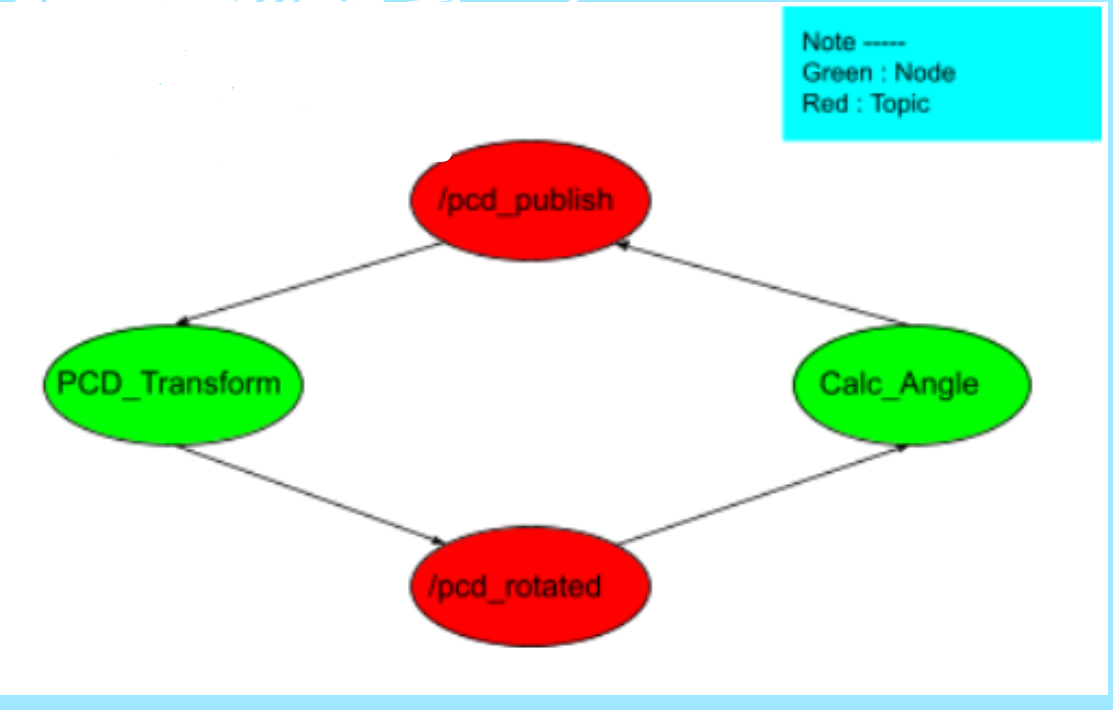 Note -----
Green : Node
Red : Topic
/pcd_publish
PCD_Transform
Calc_Angle
/pcd_rotated